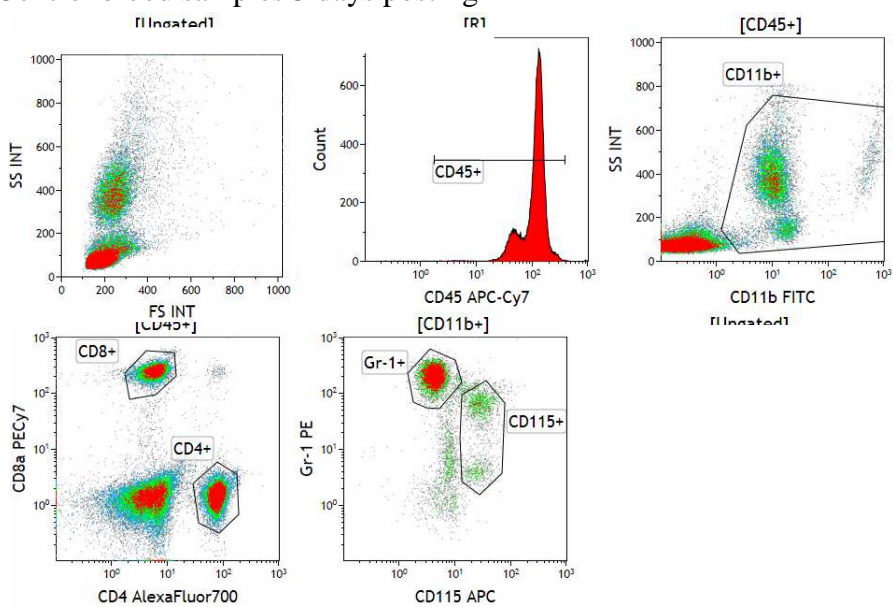 [Ungated]
1000
800
SS INT
600
400
200
0
0 200 400 600 800 1000
FS INT
[R]
600
Count
400
CD45+
200
0
10⁰ 10¹ 10² 10³
CD45 APC-Cy7
[CD45+]
1000
CD11b+
800
SS INT
600
400
200
0
10⁰ 10¹ 10² 10³
CD11b FITC
[CD45+]
10³
CD8+
10²
CD8a PECy7
10¹
CD4+
10⁰
10⁰ 10¹ 10² 10³
CD4 AlexaFluor700
[CD11b+]
10³
Gr-1+
10²
Gr-1 PE
CD115+
10¹
10⁰
10⁰ 10¹ 10² 10³
CD115 APC
[Ungated]